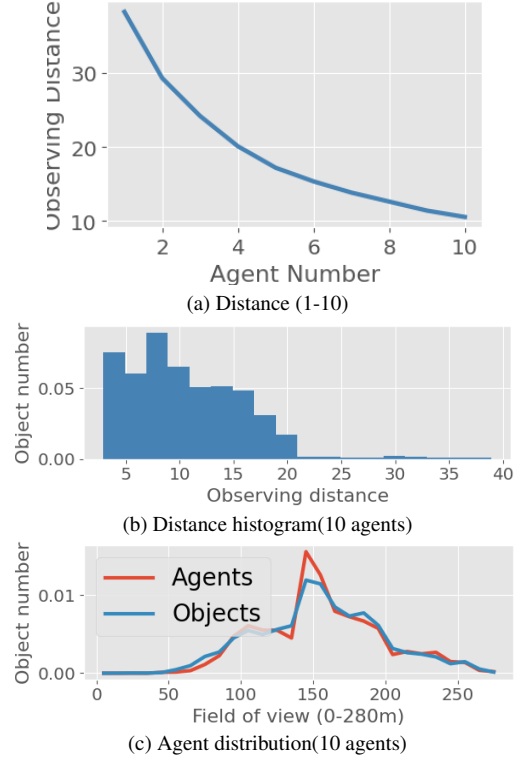 Observing Distance
30
20
10
2 4 6 8 10
Agent Number
(a) Distance (1-10)
Object number
0.05
0.00
5 10 15 20 25 30 35 40
Observing distance
(b) Distance histogram(10 agents)
Object number
0.01
0.00
Agents
Objects
0 50 100 150 200 250
Field of view (0-280m)
(c) Agent distribution(10 agents)